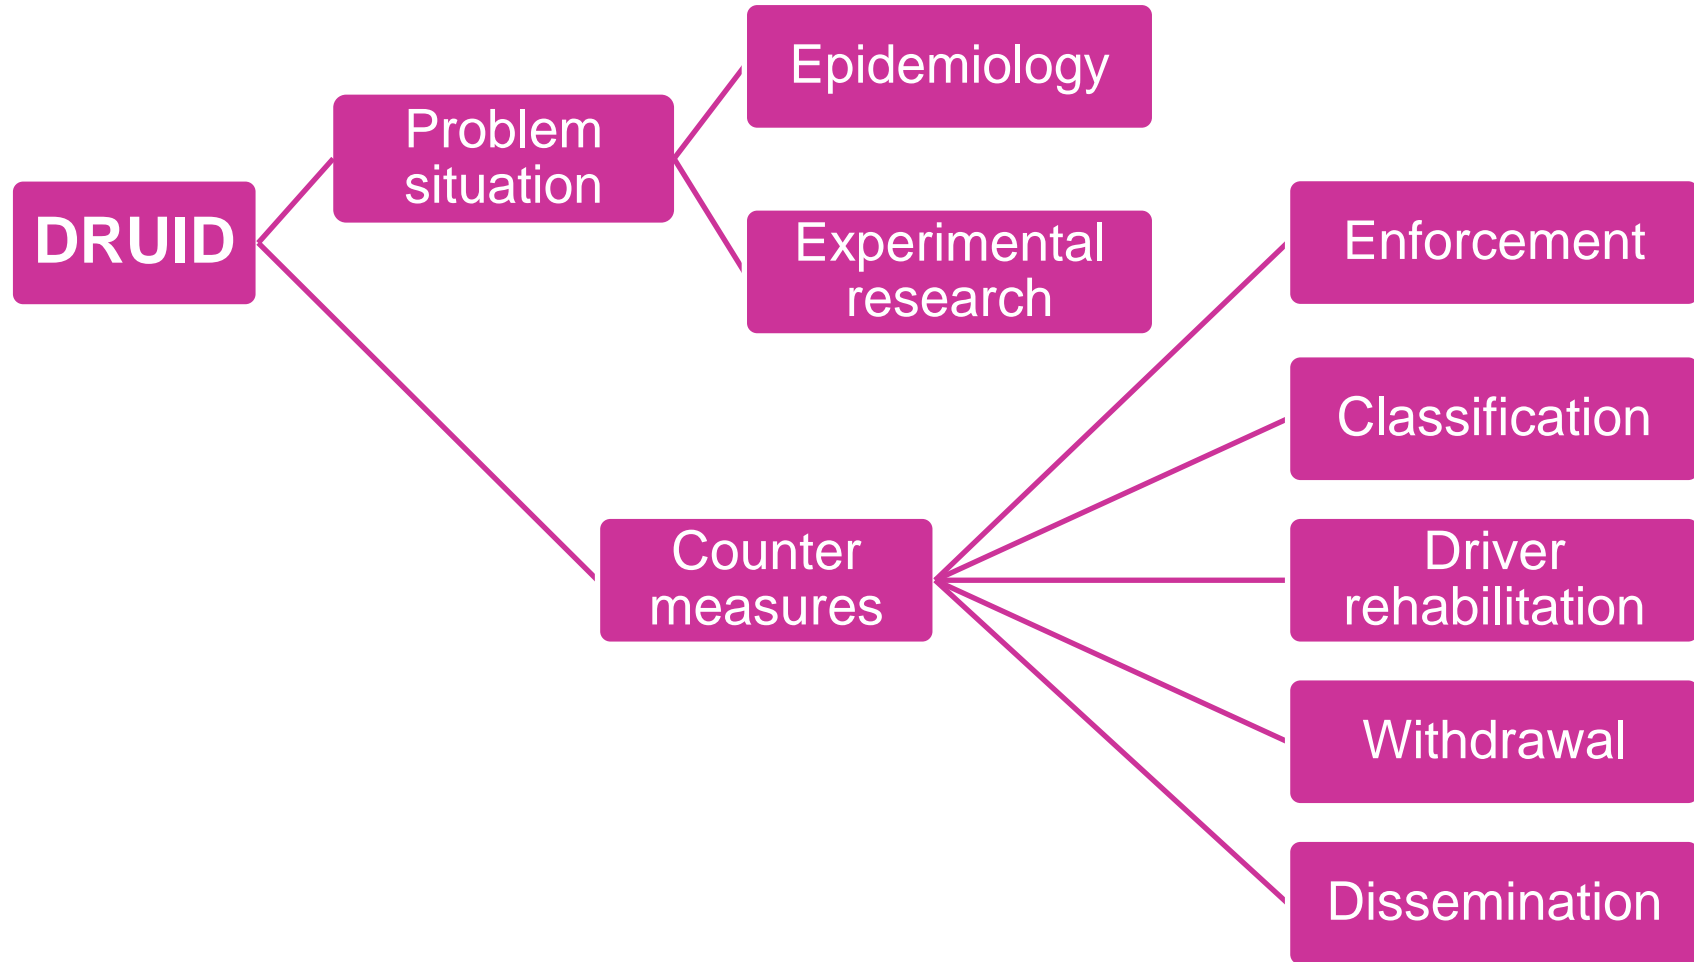 DRUID
Problem
situation
Epidemiology
Experimental
research
Counter
measures
Enforcement
Classification
Driver
rehabilitation
Withdrawal
Dissemination